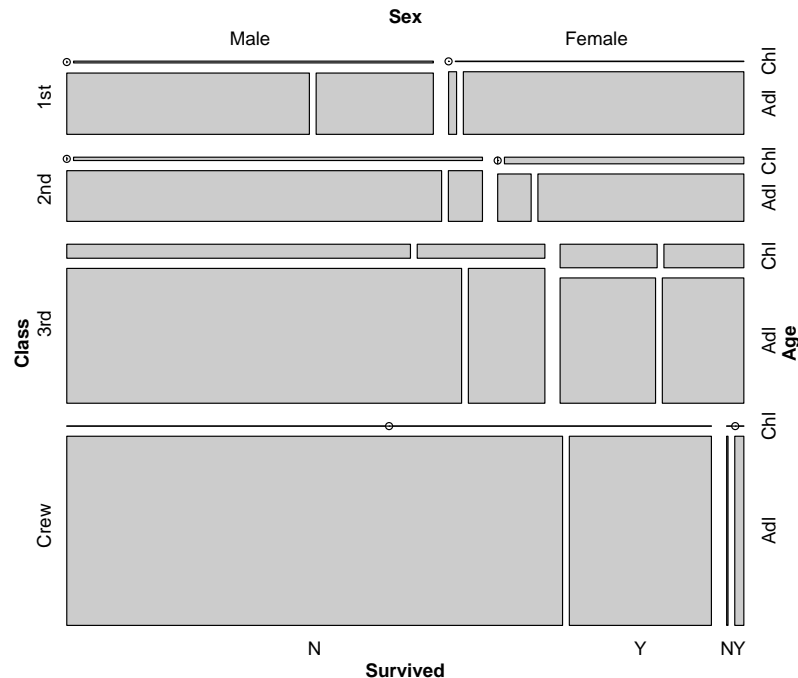 Sex
Male Female
1st Chl
Adl
2nd Chl
Adl
Class 3rd Chl
Adl Age
Crew Chl
Adl
N Y NY
Survived